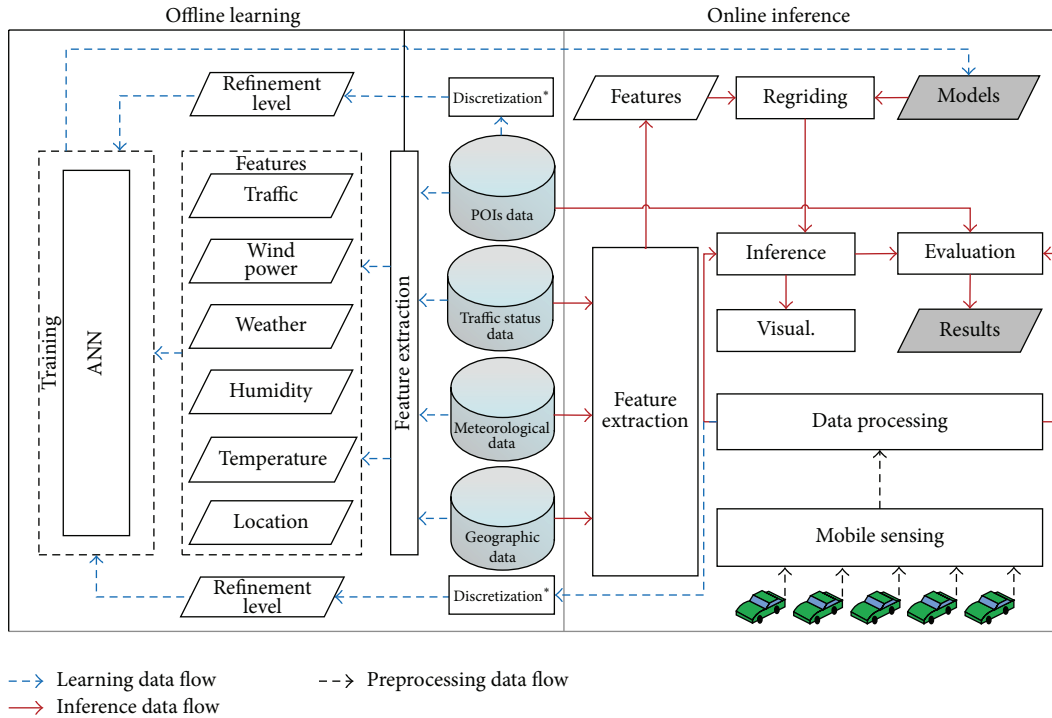 Offline learning
Online inference
Refinement
level
Discretization*
Features
Regriding
Models
Features
Traffic
Wind
power
Weather
Humidity
Temperature
Location
Training
ANN
Feature extraction
POIs data
Traffic status
data
Meteorological
data
Geographic
data
Feature
extraction
Inference
Evaluation
Visual.
Results
Data processing
Mobile sensing
Refinement
level
Discretization*
Learning data flow
Preprocessing data flow
Inference data flow